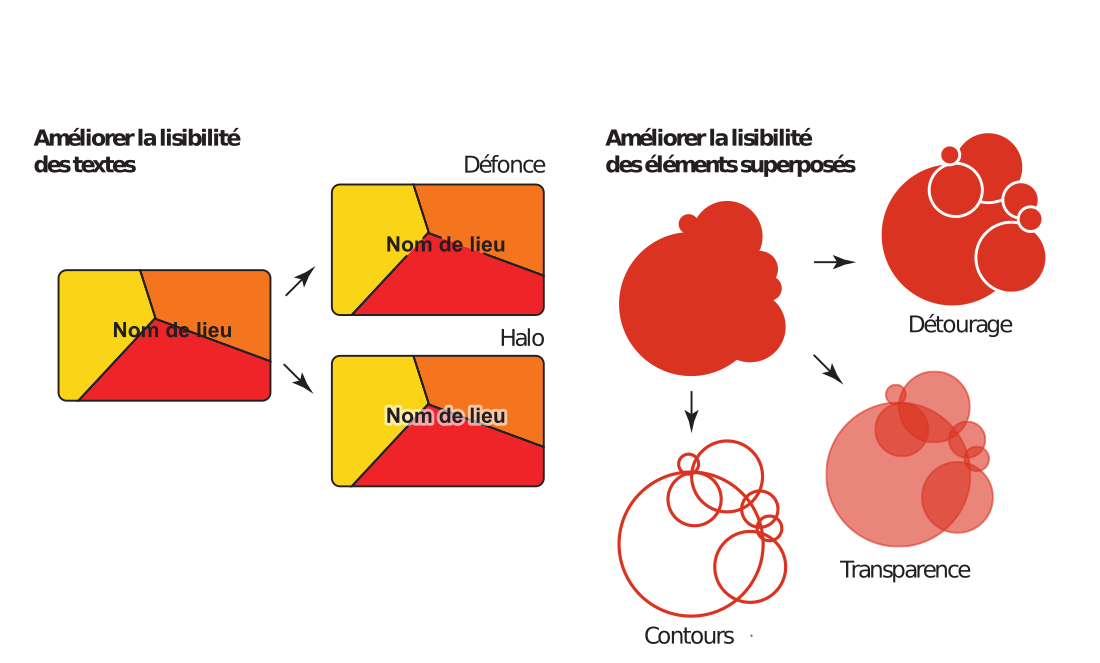 Améliorer la lisibilité
des textes
Défonce
Nom de lieu
Nom de lieu
Halo
Nom de lieu
Améliorer la lisibilité
des éléments superposés
Détourage
Transparence
Contours